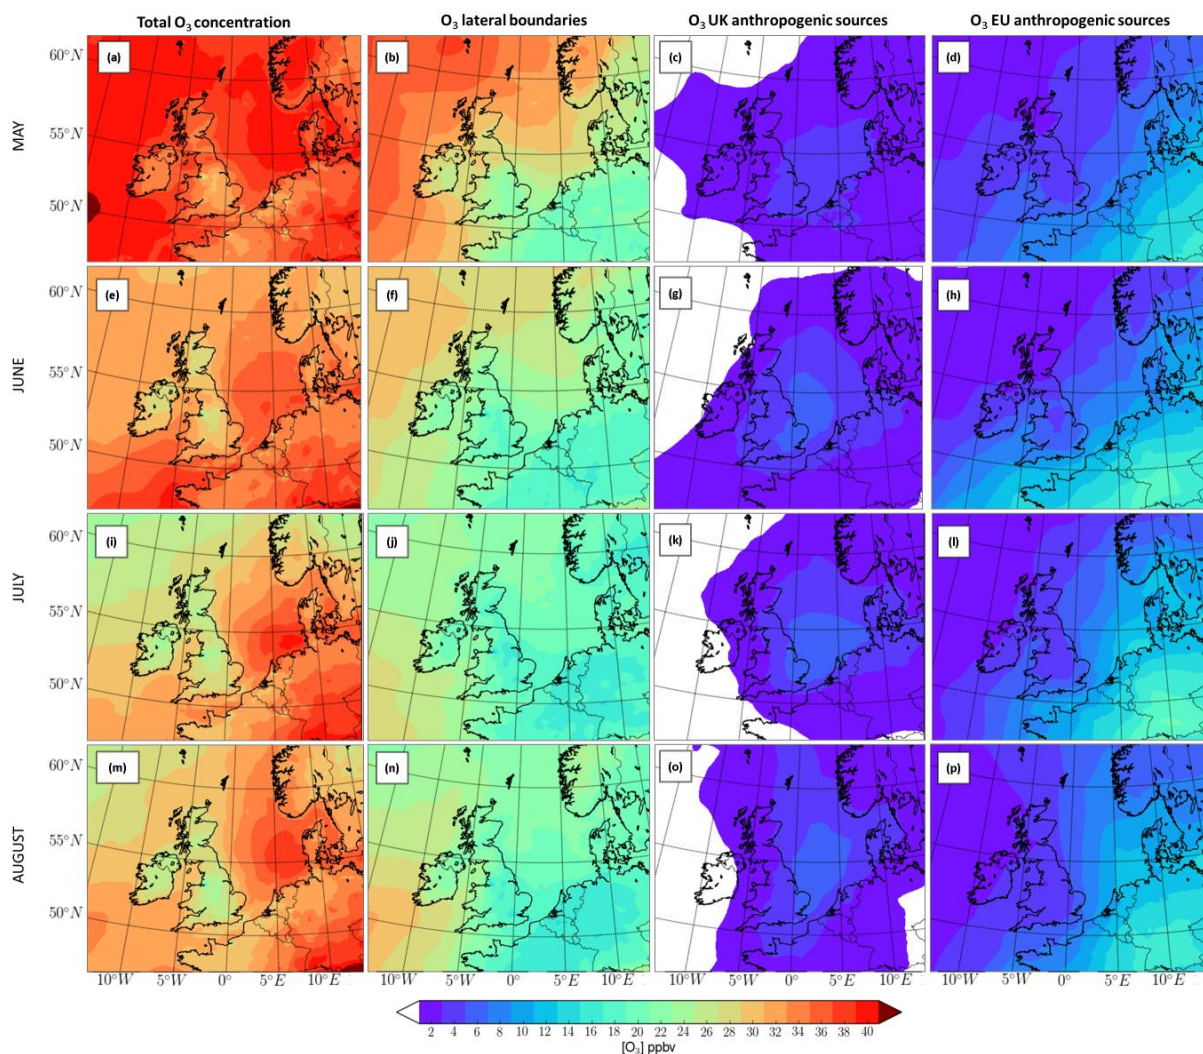 Total O₃ concentration O₃ lateral boundaries O₃ UK anthropogenic sources O₃ EU anthropogenic sources
MAY
60°N
55°N
50°N
(a) (b) (c) (d)
JUNE
60°N
55°N
50°N
(e) (f) (g) (h)
JULY
60°N
55°N
50°N
(i) (j) (k) (l)
AUGUST
60°N
55°N
50°N
(m) (n) (o) (p)
10°W 5°W 0° 5°E 10°E 5°W 0° 5°E 10°E 10°W 5°W 0° 5°E 10°E 10°W 5°W 0° 5°E 10°E
2 4 6 8 10 12 14 16 18 20 22 24 26 28 30 32 34 36 38 40
[O₃] ppbv